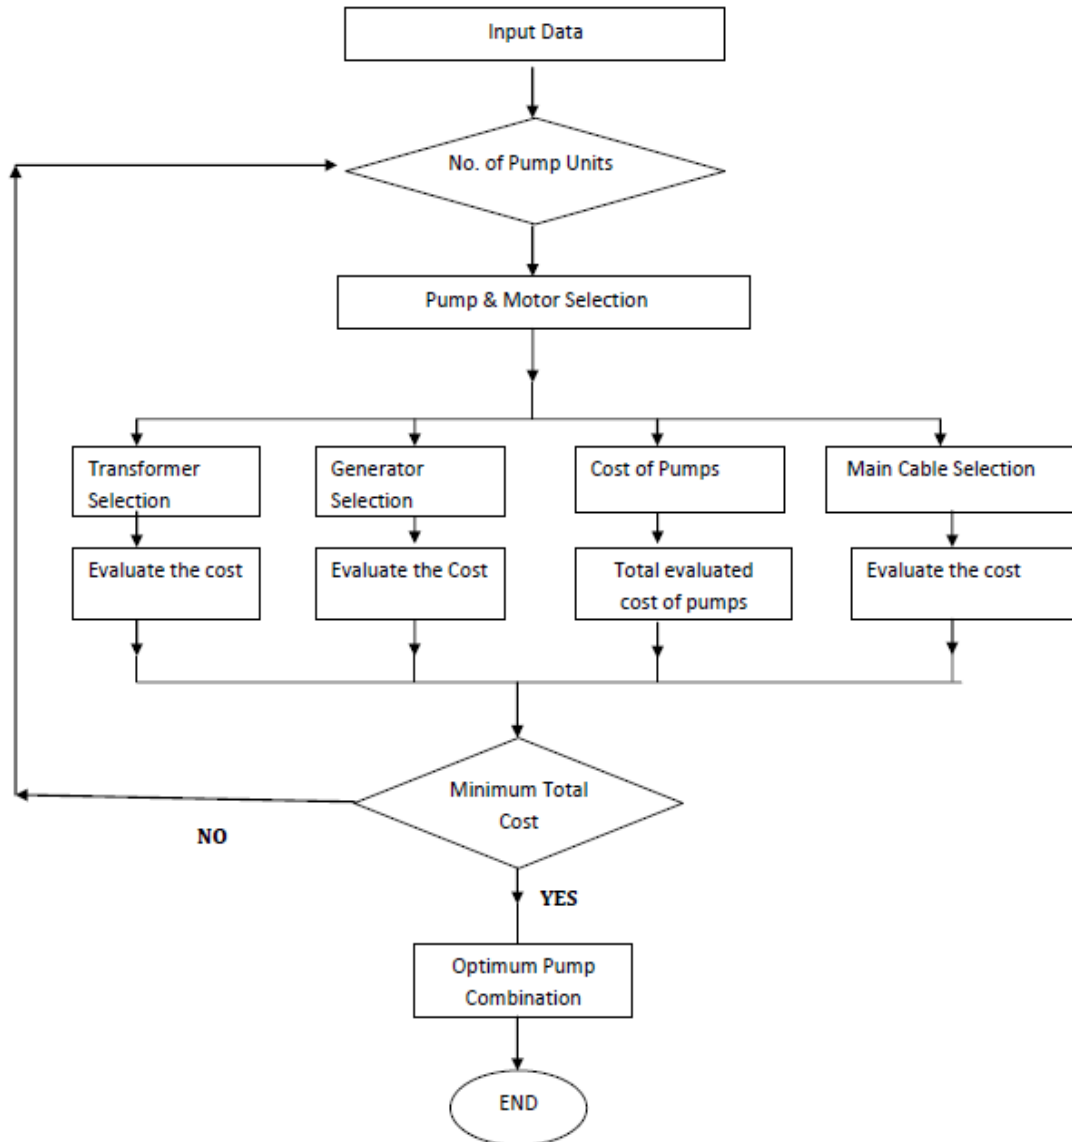 Input Data
No. of Pump Units
Pump & Motor Selection
Transformer
Selection
Generator
Selection
Cost of Pumps
Main Cable Selection
Evaluate the cost
Evaluate the Cost
Total evaluated
cost of pumps
Evaluate the cost
Minimum Total
Cost
NO
YES
Optimum Pump
Combination
END